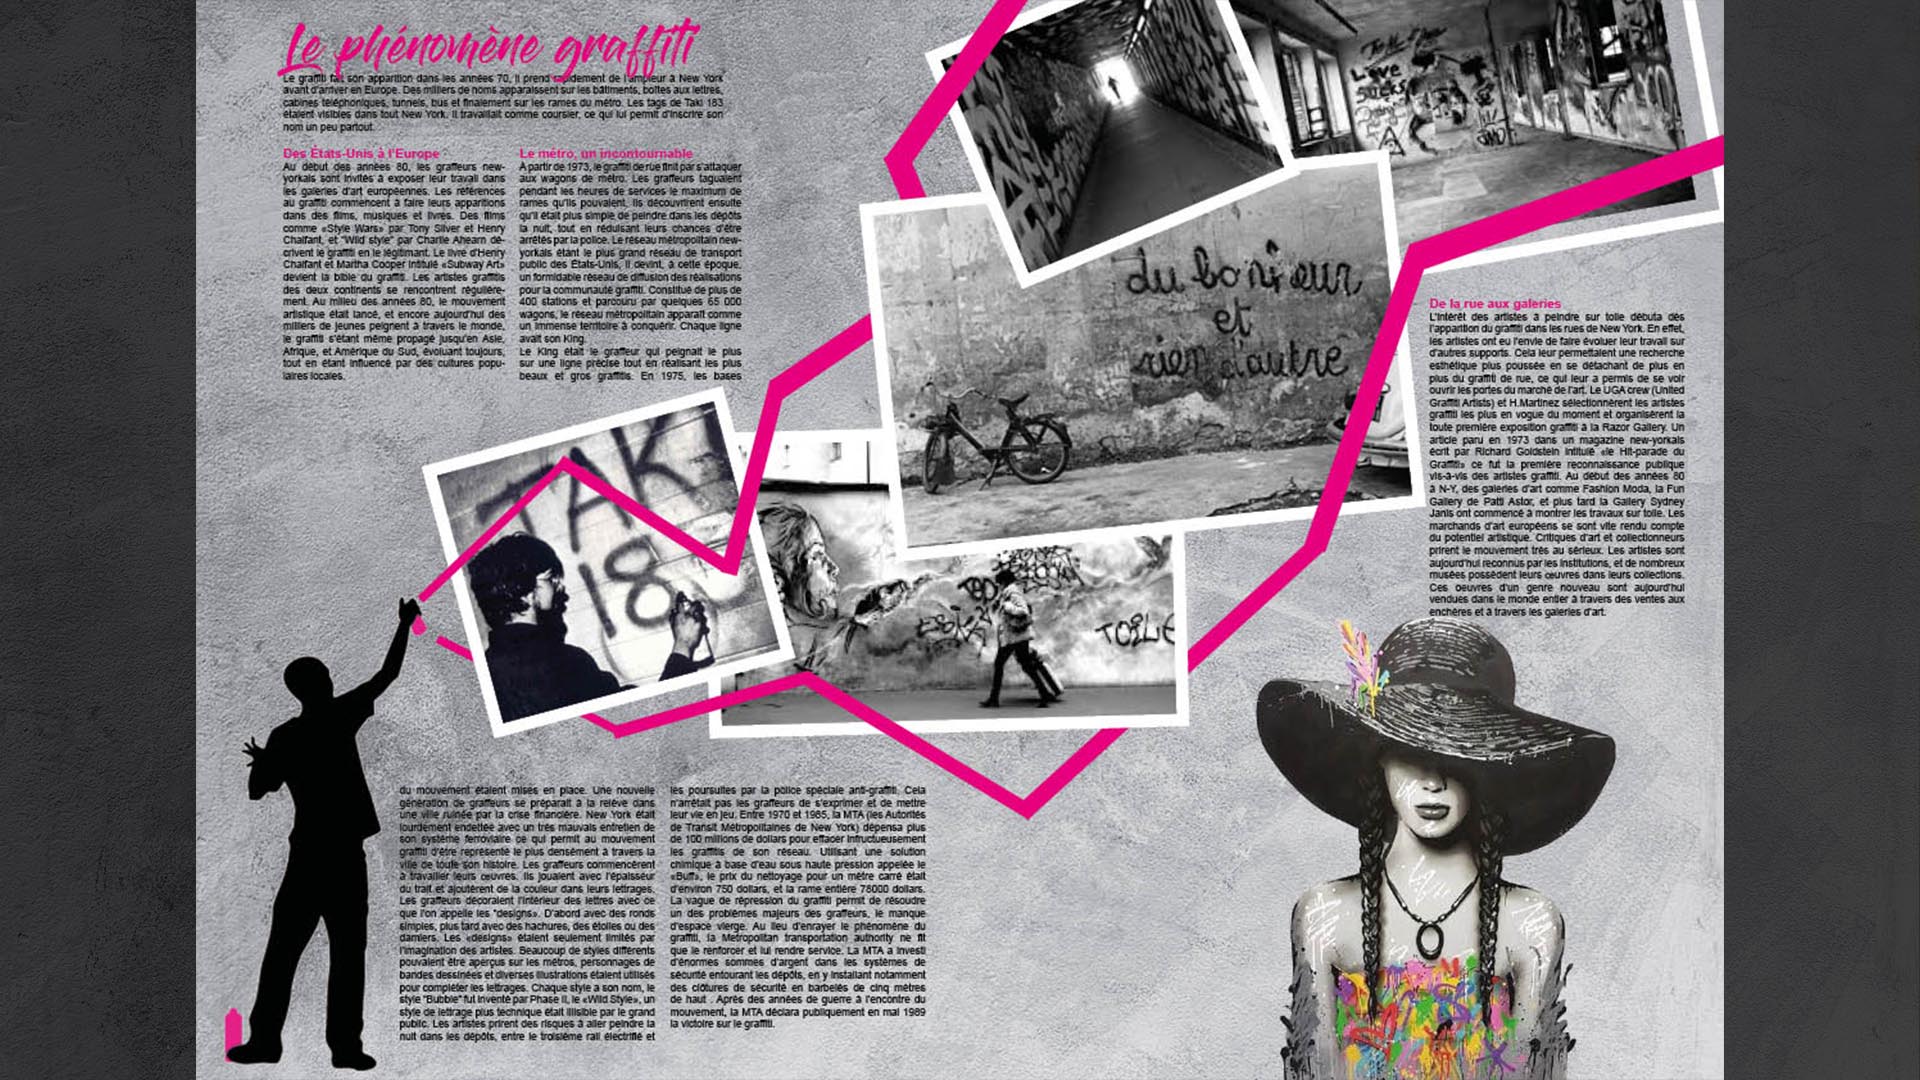 Le phénomène graffiti
Le graffiti fait son apparition dans les années 70, il prend rapidement de l'ampleur à New York
avant d'arriver en Europe. Des milliers de noms apparaissent sur les bâtiments, boîtes aux lettres,
cabines téléphoniques, tunnels, bus et finalement sur les rames du métro. Les tags de Taki 183
étaient visibles dans tout New York. Il travaillait comme coursier, ce qui lui permit d'inscrire son
nom un peu partout.
Des États-Unis à l'Europe
Au début des années 80, les graffeurs new-
yorkais sont invités à exposer leur travail dans
les galeries d'art européennes. Les références
au graffiti commencent à faire leurs apparitions
dans des films, musiques et livres. Des films
comme «Style Wars» par Tony Silver et Henry
Chalfant, et "Wild style" par Charlie Ahearn dé-
crivent le graffiti en le légitimant. Le livre d'Henry
Chalfant et Martha Cooper intitulé «Subway Art»
devient la bible du graffiti. Les artistes graffitis
des deux continents se rencontrent régulière-
ment. Au milieu des années 80, le mouvement
artistique était lancé, et encore aujourd'hui des
milliers de jeunes peignent à travers le monde,
le graffiti s'étant même propagé jusqu'en Asie,
Afrique, et Amérique du Sud, évoluant toujours,
tout en étant influencé par des cultures popu-
laires locales.
Le métro, un incontournable
A partir de 1973, le graffiti de rue finit par s'attaquer
aux wagons de métro. Les graffeurs taguaient
pendant les heures de services le maximum de
rames qu'ils pouvaient, ils découvrirent ensuite
qu'il était plus simple de peindre dans les dépôts
la nuit, tout en réduisant leurs chances d'être
arrêtés par la police. Le réseau métropolitain new-
yorkais étant le plus grand réseau de transport
public des États-Unis, il devint, à cette époque,
un formidable réseau de diffusion des réalisations
pour la communauté graffiti. Constitué de plus de
400 stations et parcouru par quelques 65 000
wagons, le réseau métropolitain apparaît comme
un immense territoire à conquérir. Chaque ligne
avait son King.
Le King était le graffeur qui peignait le plus
sur une ligne précise tout en réalisant les plus
beaux et gros graffitis. En 1975, les bases
du mouvement étaient mises en place. Une nouvelle
génération de graffeurs se préparait à la relève dans
une ville ruinée par la crise financière. New York était
lourdement endettée avec un très mauvais entretien de
son système ferroviaire ce qui permit au mouvement
graffiti d'être représenté le plus densément à travers la
ville de toute son histoire. Les graffeurs commencèrent
à travailler leurs œuvres. Ils jouaient avec l'épaisseur
du trait et ajoutèrent de la couleur dans leurs lettrages.
Les graffeurs décoraient l'intérieur des lettres avec ce
que l'on appelle les "designs». D'abord avec des ronds
simples, plus tard avec des hachures, des étoiles ou des
damiers. Les «designs» étaient seulement limités par
l'imagination des artistes. Beaucoup de styles différents
pouvaient être aperçus sur les métros, personnages de
bandes dessinées et diverses illustrations étaient utilisés
pour compléter les lettrages. Chaque style a son nom, le
style "Bubble" fut inventé par Phase II, le «Wild Style», un
style de lettrage plus technique était illisible par le grand
public. Les artistes prirent des risques à aller peindre la
nuit dans les dépôts, entre le troisième rail électrifié et
les poursuites par la police spéciale anti-graffiti. Cela
n'arrêtait pas les graffeurs de s'exprimer et de mettre
leur vie en jeu. Entre 1970 et 1985, la MTA (les Autorités
de Transit Métropolitaines de New York) dépensa plus
de 100 millions de dollars pour effacer infructueusement
les graffitis de son réseau. Utilisant une solution
chimique à base d'eau sous haute pression appelée le
«Buff», le prix du nettoyage pour un mètre carré était
d'environ 750 dollars, et la rame entière 78000 dollars.
La vague de répression du graffiti permit de résoudre
un des problèmes majeurs des graffeurs, le manque
d'espace vierge. Au lieu d'enrayer le phénomène du
graffiti, la Metropolitan transportation authority ne fit
que le renforcer et lui rendre service. La MTA a investi
d'énormes sommes d'argent dans les systèmes de
sécurité entourant les dépôts, en y installant notamment
des clôtures de sécurité en barbelés de cinq mètres
de haut . Après des années de guerre à l'encontre du
mouvement, la MTA déclara publiquement en mai 1989
la victoire sur le graffiti.
De la rue aux galeries
L'intérêt des artistes à peindre sur toile débuta dès
l'apparition du graffiti dans les rues de New York. En effet,
les artistes ont eu l'envie de faire évoluer leur travail sur
d'autres supports. Cela leur permettaient une recherche
esthétique plus poussée en se détachant de plus en
plus du graffiti de rue, ce qui leur a permis de se voir
ouvrir les portes du marché de l'art. Le UGA crew (United
Graffiti Artists) et H.Martinez sélectionnèrent les artistes
graffiti les plus en vogue du moment et organisèrent la
toute première exposition graffiti à la Razor Gallery. Un
article paru en 1973 dans un magazine new-yorkais
écrit par Richard Goldstein intitulé «le Hit-parade du
Graffiti» ce fut la première reconnaissance publique
vis-à-vis des artistes graffiti. Au début des années 80
à N-Y, des galeries d'art comme Fashion Moda, la Fun
Gallery de Patti Astor, et plus tard la Gallery Sydney
Janis ont commencé à montrer les travaux sur toile. Les
marchands d'art européens se sont vite rendu compte
du potentiel artistique. Critiques d'art et collectionneurs
prirent le mouvement très au sérieux. Les artistes sont
aujourd'hui reconnus par les institutions, et de nombreux
musées possèdent leurs œuvres dans leurs collections.
Ces oeuvres d'un genre nouveau sont aujourd'hui
vendues dans le monde entier à travers des ventes aux
enchères et à travers les galeries d'art.
Love
sucks
du bonheur
et
rien d'autre
TAK
18
TOILE